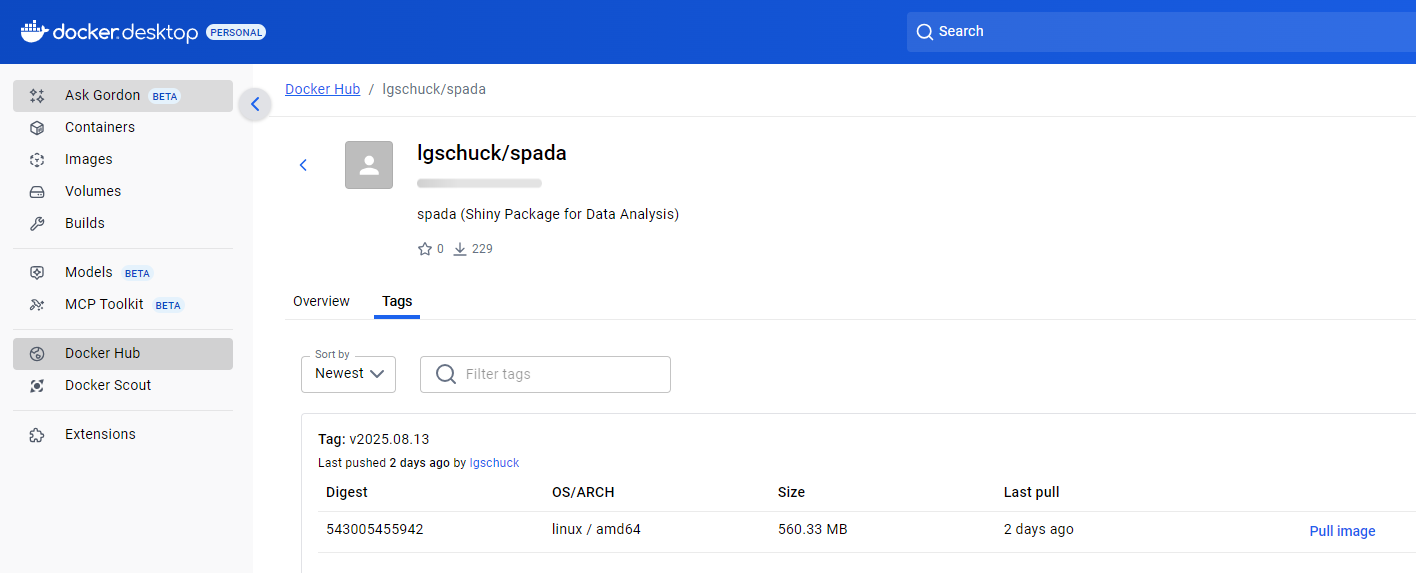 docker.desktop PERSONAL
Search
Ask Gordon BETA
Containers
Images
Volumes
Builds
Models BETA
MCP Toolkit BETA
Docker Hub
Docker Scout
Extensions
Docker Hub / lgschuck/spada
lgschuck/spada
spada (Shiny Package for Data Analysis)
0 229
Overview Tags
Sort by
Newest Filter tags
Tag: v2025.08.13
Last pushed 2 days ago by lgschuck
Digest OS/ARCH Size Last pull
543005455942 linux / amd64 560.33 MB 2 days ago Pull image